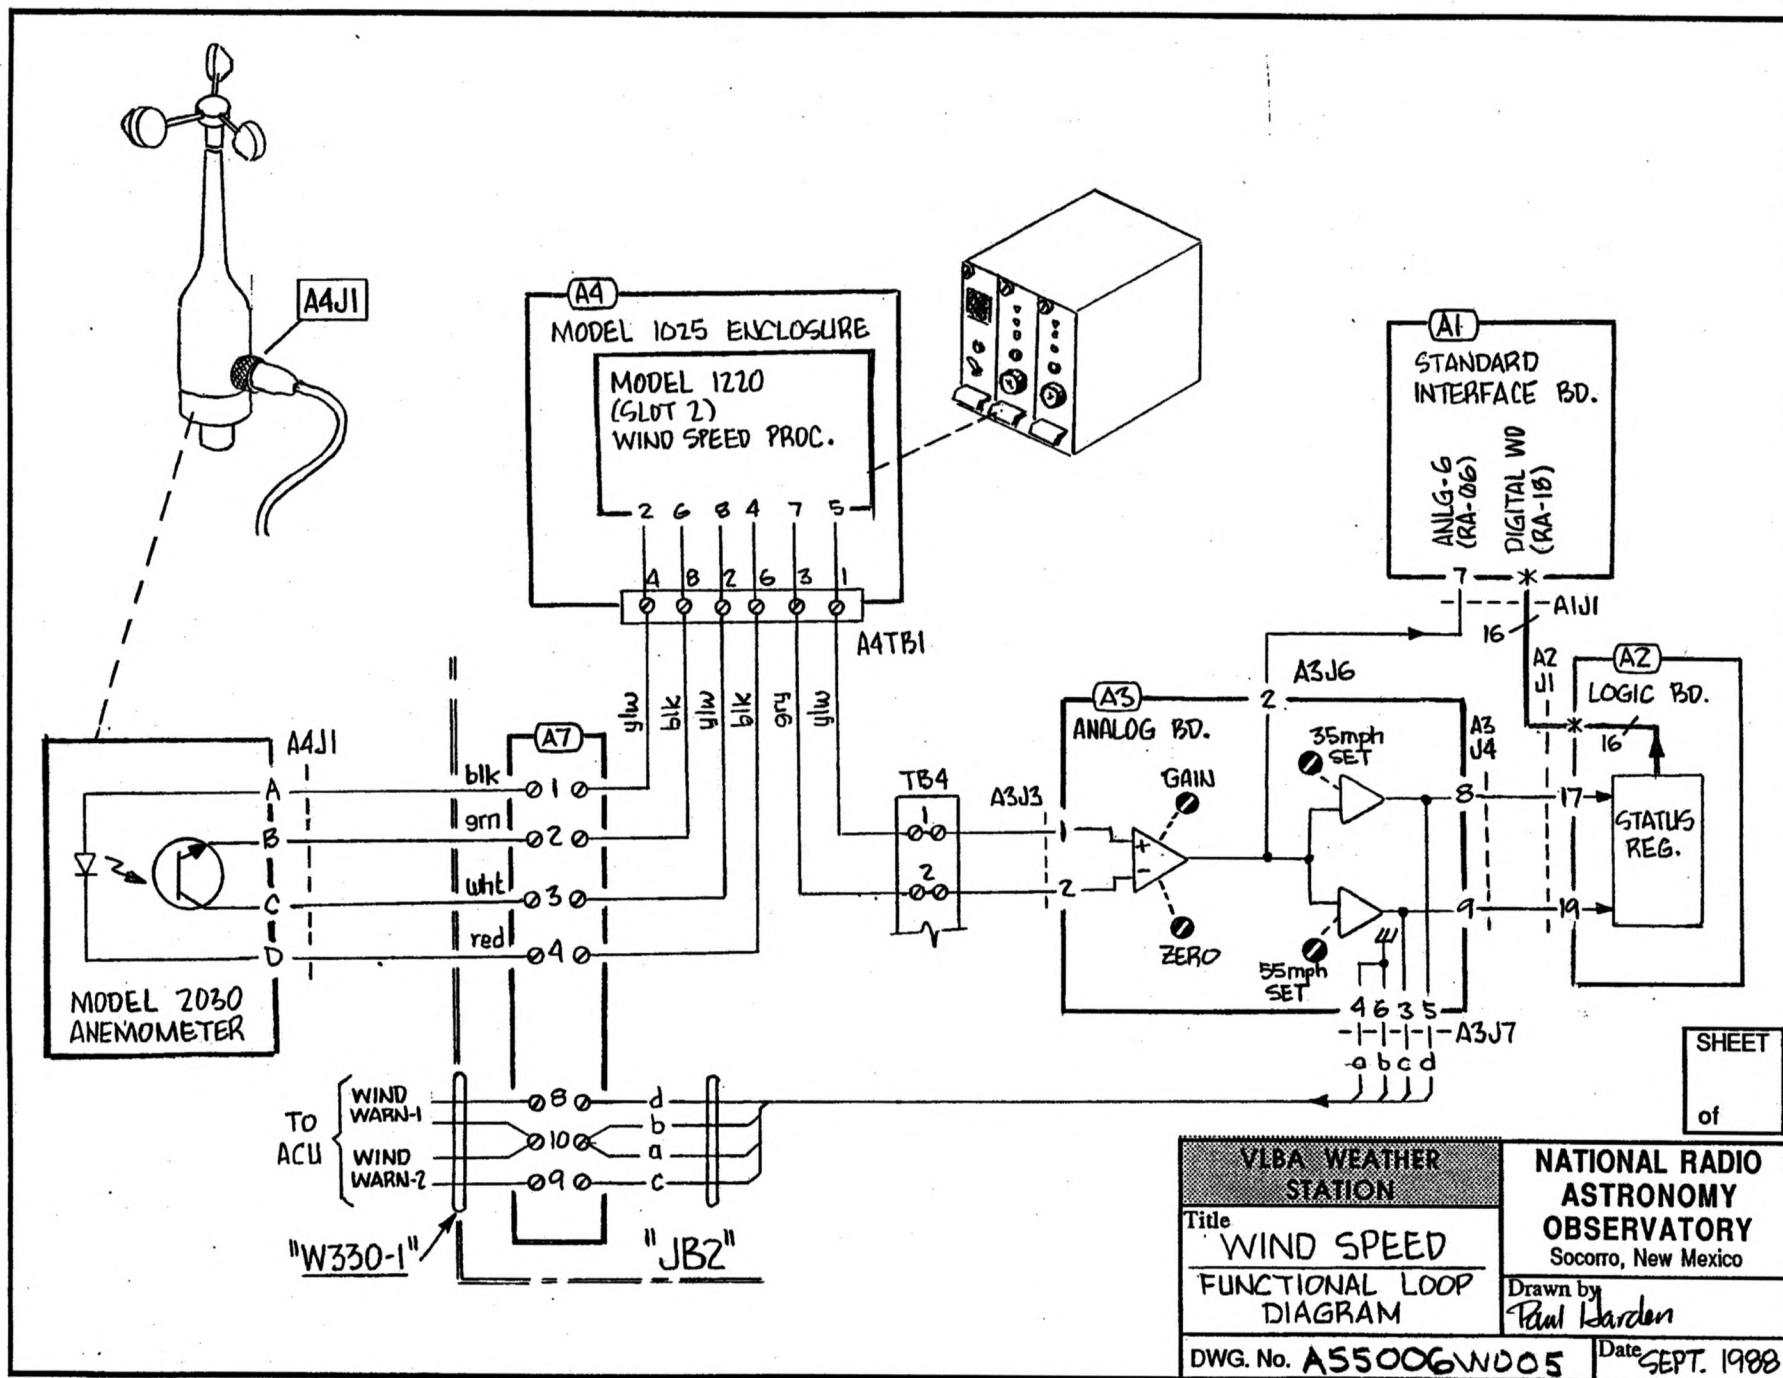 A4J1
A4
MODEL 1025 ENCLOSURE
MODEL 1220
(SLOT 2)
WIND SPEED PROC.
2 6 8 4 7 5
4 8 2 6 3 1
A4TB1
A1
STANDARD
INTERFACE BD.
ANLG-6
(RA-06)
DIGITAL WD
(RA-18)
7 *
A1J1
16
A2
J1
A2
LOGIC BD.
* 16
17
STATUS
REG.
19
ylw blk ylw blk gry ylw
A4J1
A
B
C
D
MODEL 2030
ANEMOMETER
blk
grn
wht
red
A7
1
2
3
4
TB4
1
2
A3J3
1
2
A3
ANALOG BD.
A3J6
2
GAIN
+
-
ZERO
35mph
SET
55mph
SET
A3
J4
8
9
4 6 3 5
A3J7
a b c d
TO
ACU
WIND
WARN-1
WIND
WARN-2
8 d
10 b
a
9 c
"W330-1"
"JB2"
SHEET
of
VLBA WEATHER
STATION
Title
WIND SPEED
FUNCTIONAL LOOP
DIAGRAM
NATIONAL RADIO
ASTRONOMY
OBSERVATORY
Socorro, New Mexico
Drawn by
Paul Harden
DWG. No. A55006W005
Date SEPT. 1988